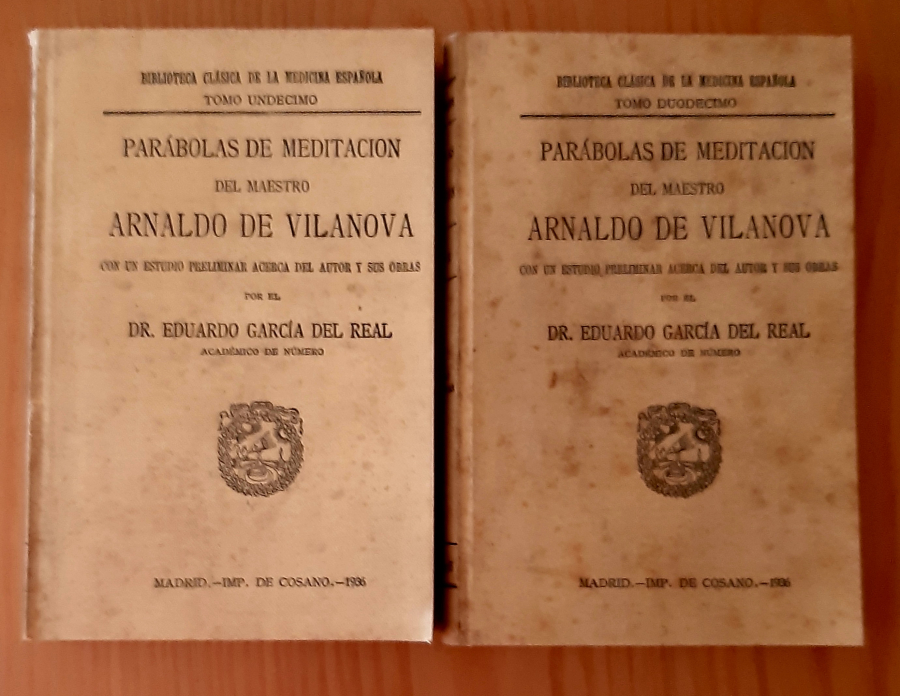 BIBLIOTECA CLÁSICA DE LA MEDICINA ESPAÑOLA
TOMO UNDECIMO
PARÁBOLAS DE MEDITACION
DEL MAESTRO
ARNALDO DE VILANOVA
CON UN ESTUDIO PRELIMINAR ACERCA DEL AUTOR Y SUS OBRAS
POR EL
DR. EDUARDO GARCÍA DEL REAL
ACADÉMICO DE NÚMERO
MADRID.—IMP. DE COSANO.—1936
BIBLIOTECA CLÁSICA DE LA MEDICINA ESPAÑOLA
TOMO DUODECIMO
PARÁBOLAS DE MEDITACION
DEL MAESTRO
ARNALDO DE VILANOVA
CON UN ESTUDIO PRELIMINAR ACERCA DEL AUTOR Y SUS OBRAS
POR EL
DR. EDUARDO GARCÍA DEL REAL
ACADÉMICO DE NÚMERO
MADRID.—IMP. DE COSANO.—1936